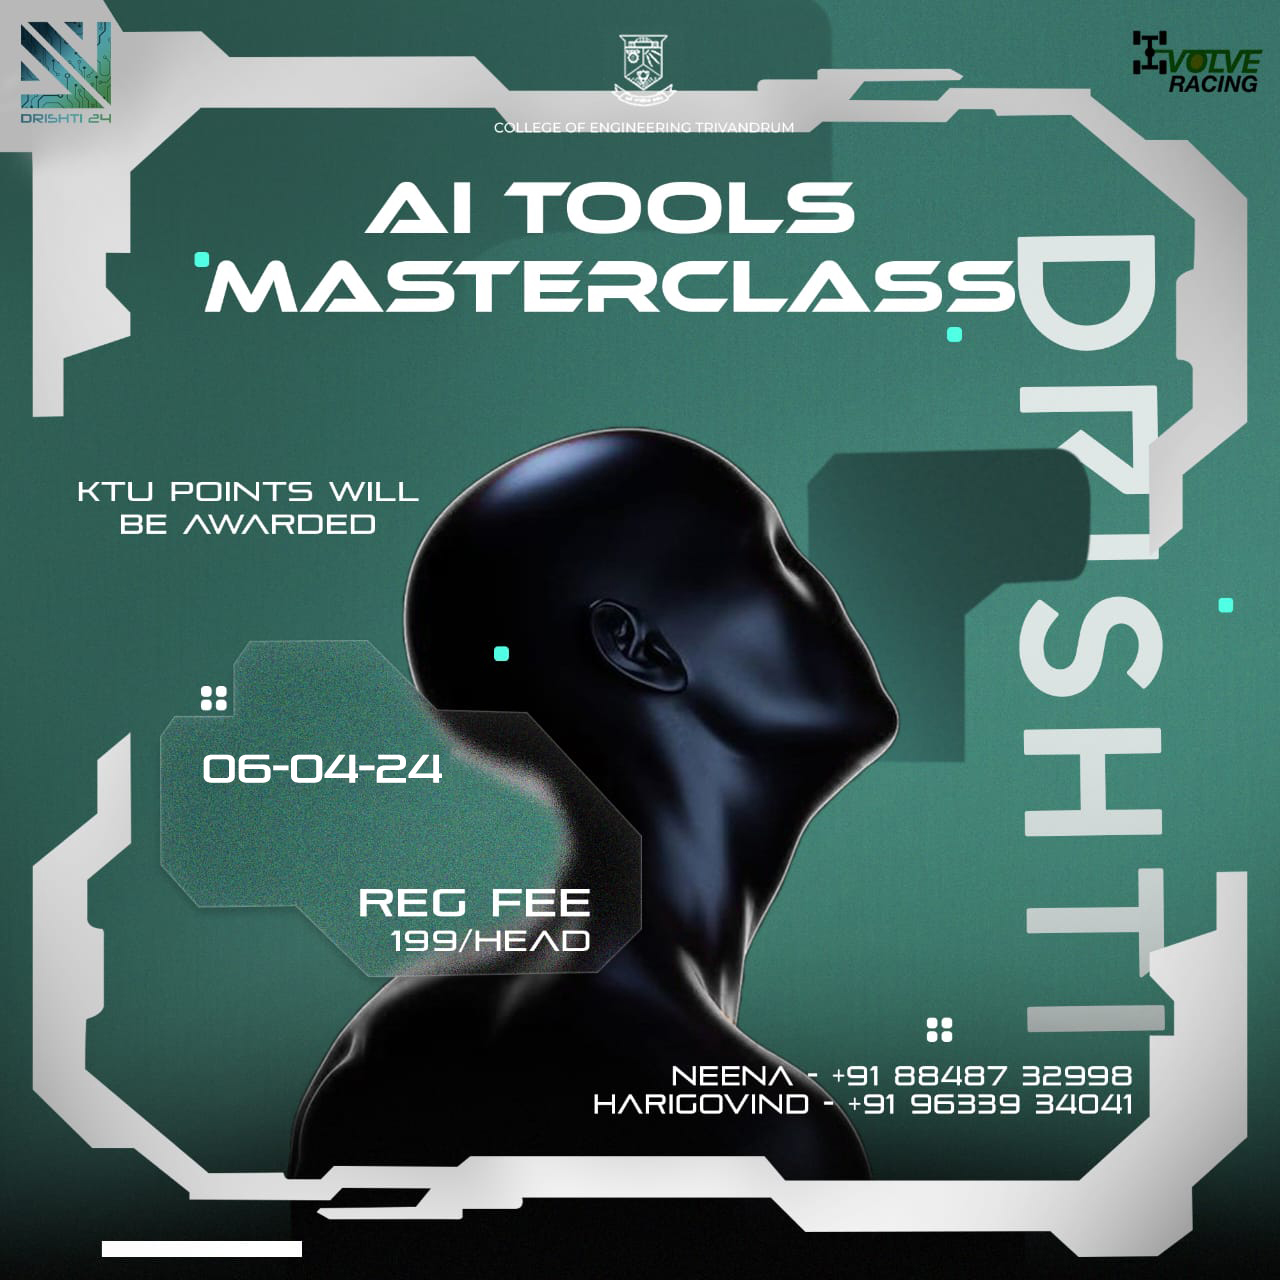 DRISHTI 24
COLLEGE OF ENGINEERING TRIVANDRUM
VOLVE
RACING
AI TOOLS
MASTERCLASS
DRISHTI
KTU POINTS WILL
BE AWARDED
06-04-24
REG FEE
199/HEAD
NEENA - +91 88487 32998
HARIGOVIND - +91 96339 34041